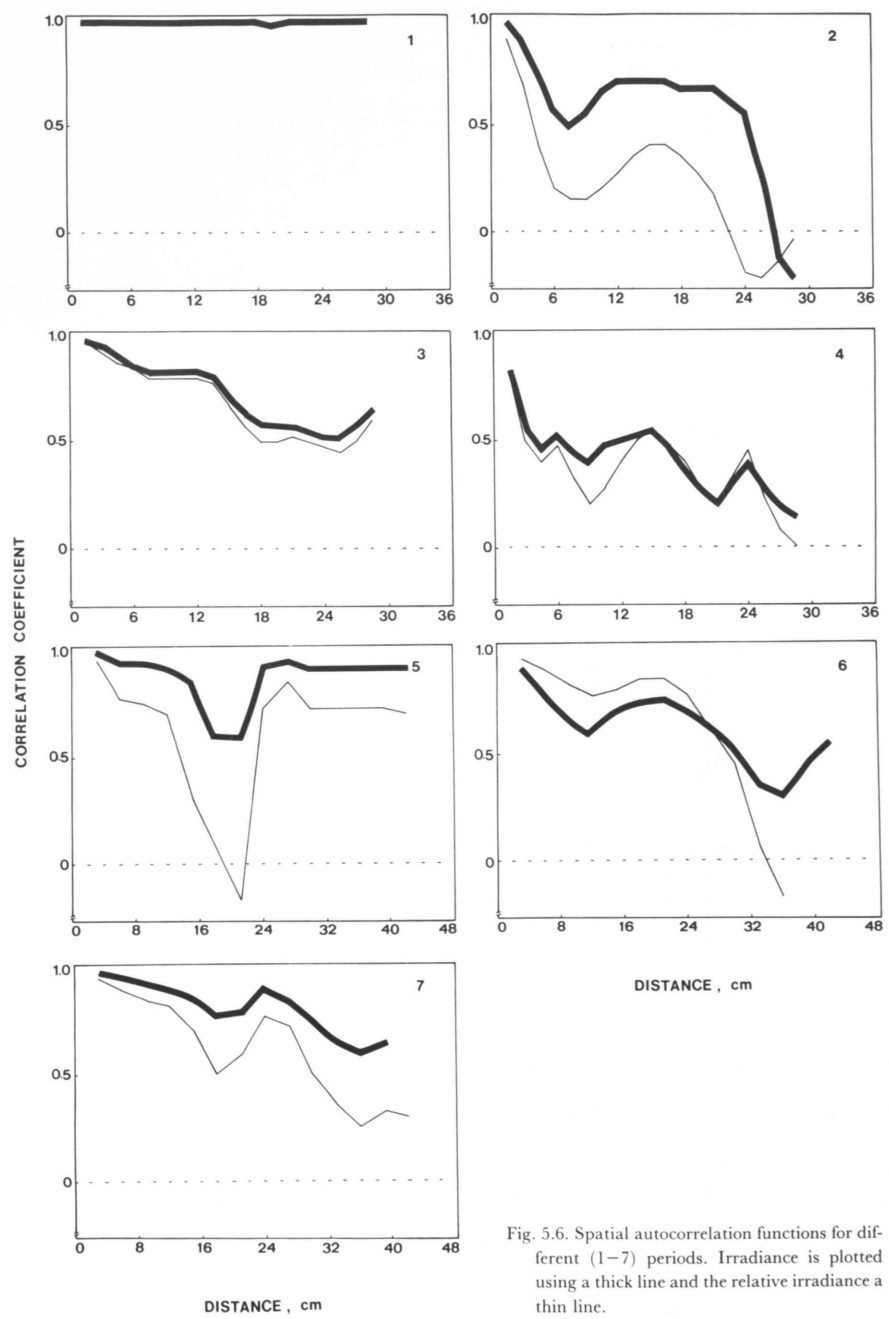 1.0
0.5
0
0 6 12 18 24 30 36
1
1.0
0.5
0
0 6 12 18 24 30 36
2
1.0
0.5
0
0 6 12 18 24 30 36
3
1.0
0.5
0
0 6 12 18 24 30 36
4
CORRELATION COEFFICIENT
1.0
0.5
0
0 8 16 24 32 40 48
5
1.0
0.5
0
0 8 16 24 32 40 48
6
DISTANCE, cm
1.0
0.5
0
0 8 16 24 32 40 48
7
DISTANCE, cm
Fig. 5.6. Spatial autocorrelation functions for dif-
ferent (1—7) periods. Irradiance is plotted
using a thick line and the relative irradiance a
thin line.